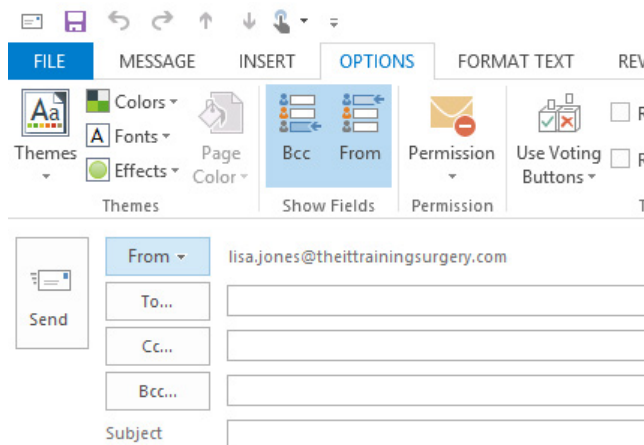 FILE MESSAGE INSERT OPTIONS FORMAT TEXT REV
Aa Colors
A Fonts
Themes Effects Page Color Bcc From Permission Use Voting Buttons R
R
Themes Show Fields Permission T
From lisa.jones@theittrainingsurgery.com
To...
Send
Cc...
Bcc...
Subject